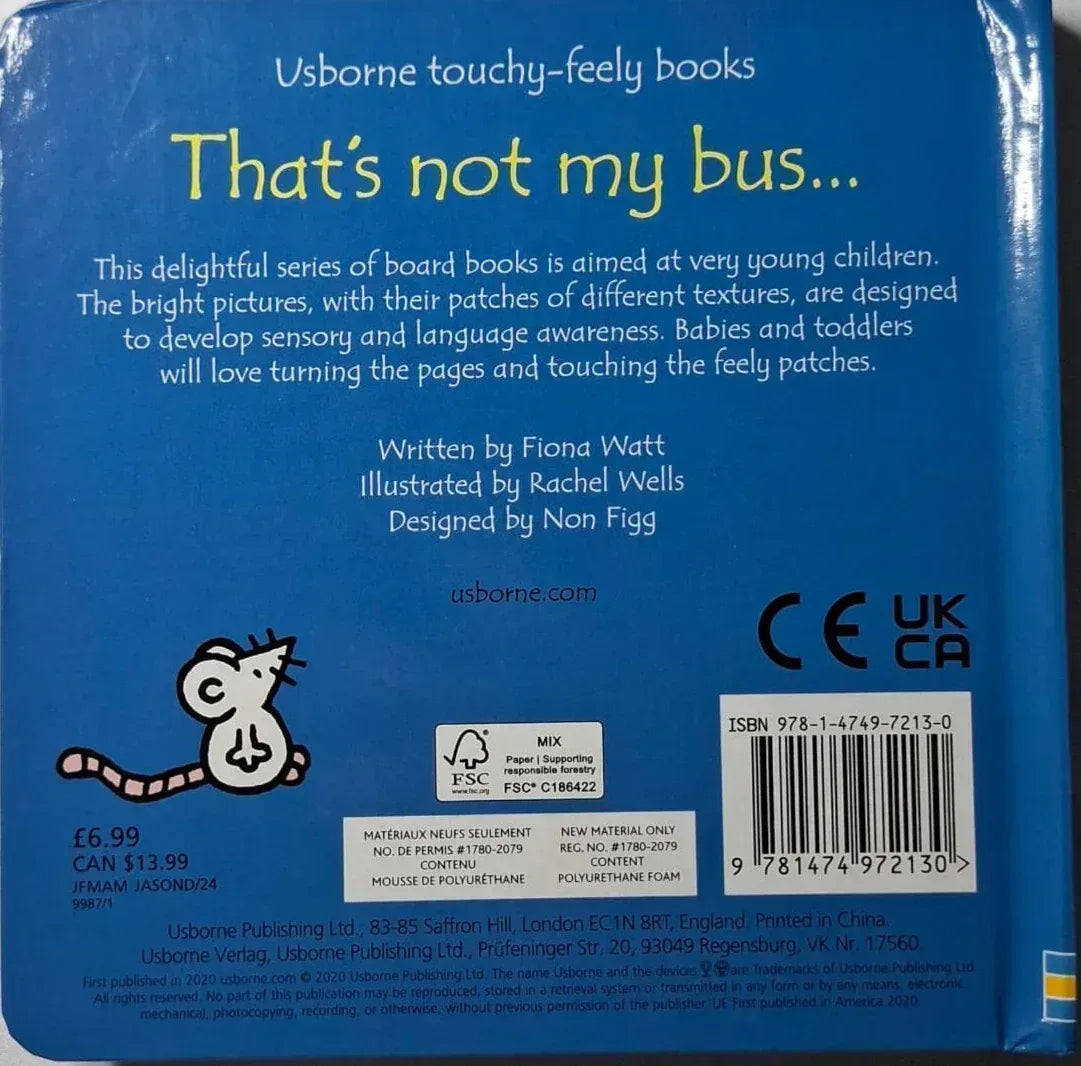 Usborne touchy-feely books
That's not my bus...
This delightful series of board books is aimed at very young children.
The bright pictures, with their patches of different textures, are designed
to develop sensory and language awareness. Babies and toddlers
will love turning the pages and touching the feely patches.
Written by Fiona Watt
Illustrated by Rachel Wells
Designed by Non Figg
usborne.com
CE
UK
CA
ISBN 978-1-4749-7213-0
9 781474 972130 >
FSC
www.fsc.org
MIX
Paper | Supporting
responsible forestry
FSC® C186422
£6.99
CAN $13.99
JFMAM JASOND/24
9987/1
MATÉRIAUX NEUFS SEULEMENT
NO. DE PERMIS #1780-2079
CONTENU
MOUSSE DE POLYURÉTHANE
NEW MATERIAL ONLY
REG. NO. #1780-2079
CONTENT
POLYURETHANE FOAM
Usborne Publishing Ltd., 83-85 Saffron Hill, London EC1N 8RT, England. Printed in China.
Usborne Verlag, Usborne Publishing Ltd., Prüfeninger Str. 20, 93049 Regensburg, VK Nr. 17560
First published in 2020 usborne.com © 2020 Usborne Publishing Ltd. The name Usborne and the devices are Trademarks of Usborne Publishing Ltd
All rights reserved. No part of this publication may be reproduced, stored in a retrieval system or transmitted in any form or by any means, electronic
mechanical, photocopying, recording, or otherwise, without previous permission of the publisher. UE First published in America 2020.